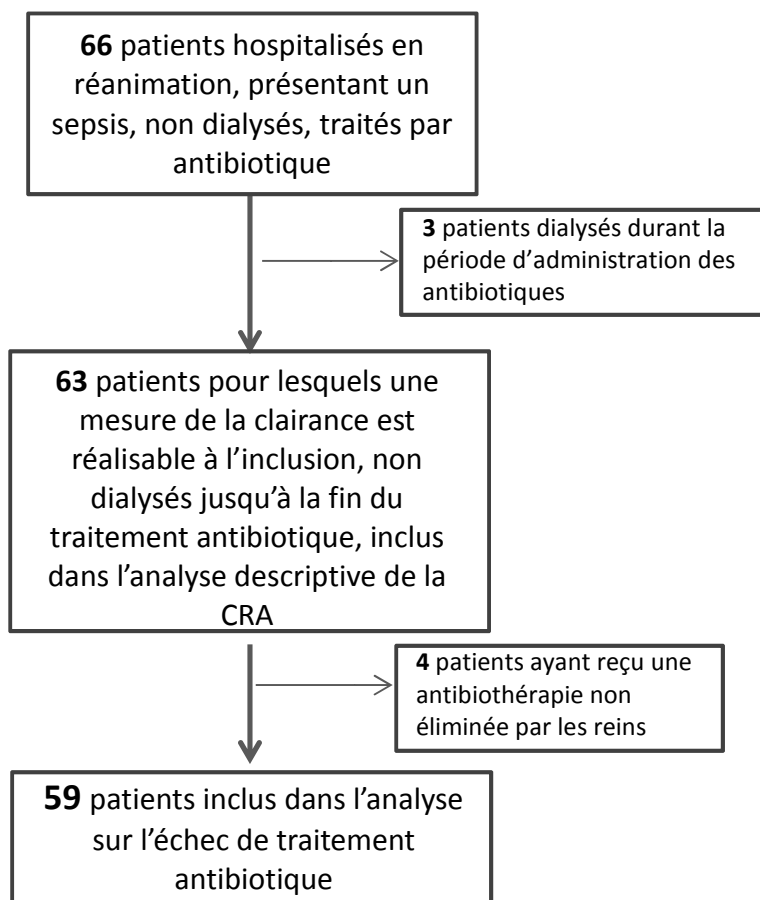 66 patients hospitalisés en
réanimation, présentant un
sepsis, non dialysés, traités par
antibiotique
3 patients dialysés durant la
période d'administration des
antibiotiques
63 patients pour lesquels une
mesure de la clairance est
réalisable à l'inclusion, non
dialysés jusqu'à la fin du
traitement antibiotique, inclus
dans l'analyse descriptive de la
CRA
4 patients ayant reçu une
antibiothérapie non
éliminée par les reins
59 patients inclus dans l'analyse
sur l'échec de traitement
antibiotique